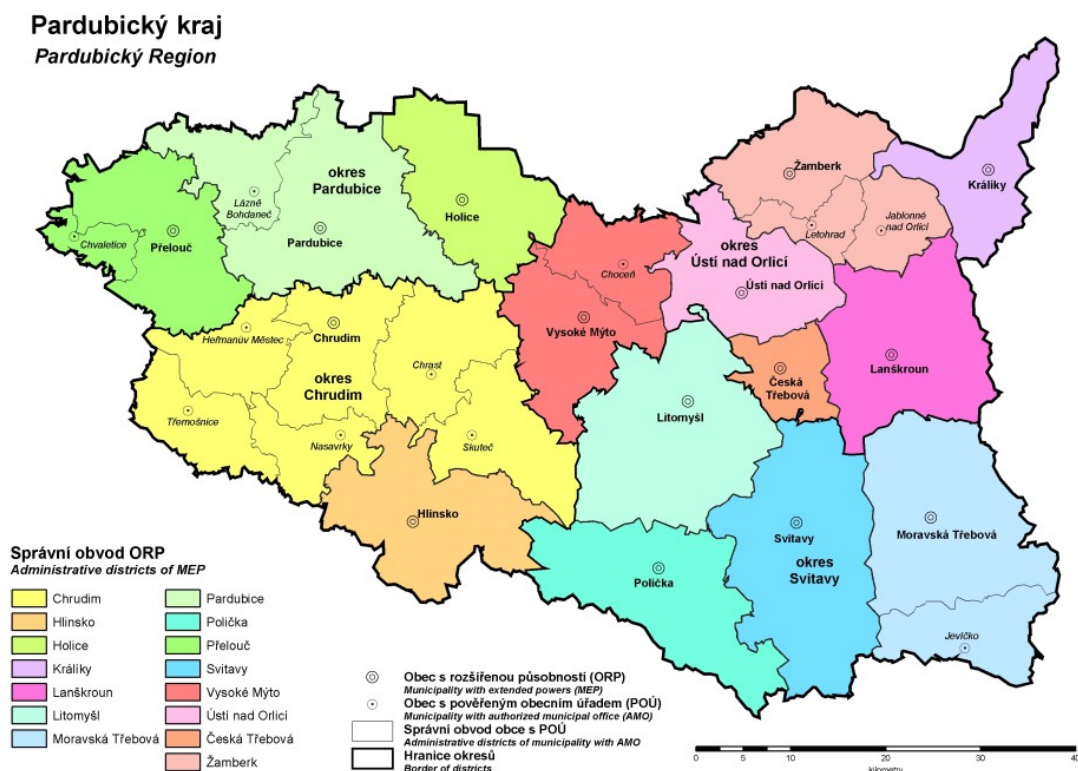 Pardubický kraj
Pardubický Region
Žamberk
Králiky
okres
Pardubice
Lázně
Bohdaneč
Holice
Jablonné
nad Orlicí
Letohrad
Chvaletice
Přelouč
Pardubice
okres
Ústí nad Orlicí
Choceň
Ústí nad Orlicí
Heřmanův Městec
Chrudim
Vysoké Mýto
Lanškroun
okres
Chrudim
Chrast
Česká
Třebová
Třemošnice
Litomyšl
Nasavrky
Skuteč
Hlinsko
Svitavy
Moravská Třebová
okres
Svitavy
Polička
Jevíčko
Správní obvod ORP
Administrative districts of MEP
Chrudim
Hlinsko
Holice
Králíky
Lanškroun
Litomyšl
Moravská Třebová
Pardubice
Polička
Přelouč
Svitavy
Vysoké Mýto
Ústí nad Orlicí
Česká Třebová
Žamberk
Obec s rozšířenou působností (ORP)
Municipality with extended powers (MEP)
Obec s pověřeným obecním úřadem (POÚ)
Municipality with authorized municipal office (AMO)
Správní obvod obce s POÚ
Administrative districts of municipality with AMO
Hranice okresů
Border of districts
0 5 10 20 30 40
kilometry